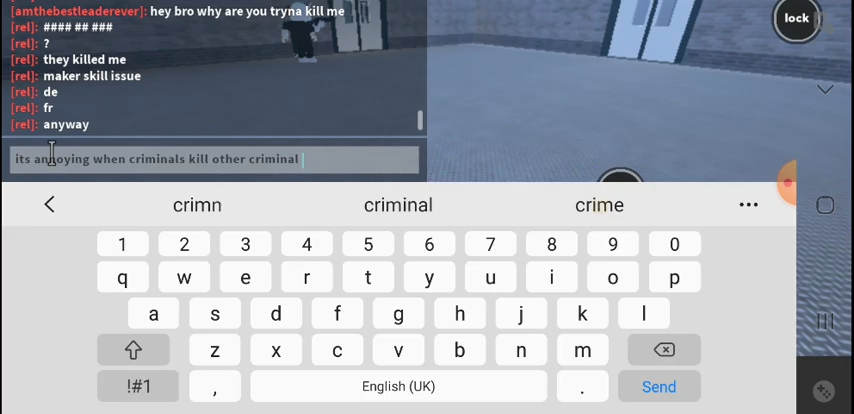 [amthebestleaderever]: hey bro why are you tryna kill me
[rel]: #### ## ###
[rel]: ?
[rel]: they killed me
[rel]: maker skill issue
[rel]: de
[rel]: fr
[rel]: anyway
its annoying when criminals kill other criminal
lock
crimn criminal crime
1 2 3 4 5 6 7 8 9 0
q w e r t y u i o p
a s d f g h j k l
z x c v b n m
!#1 , English (UK) . Send